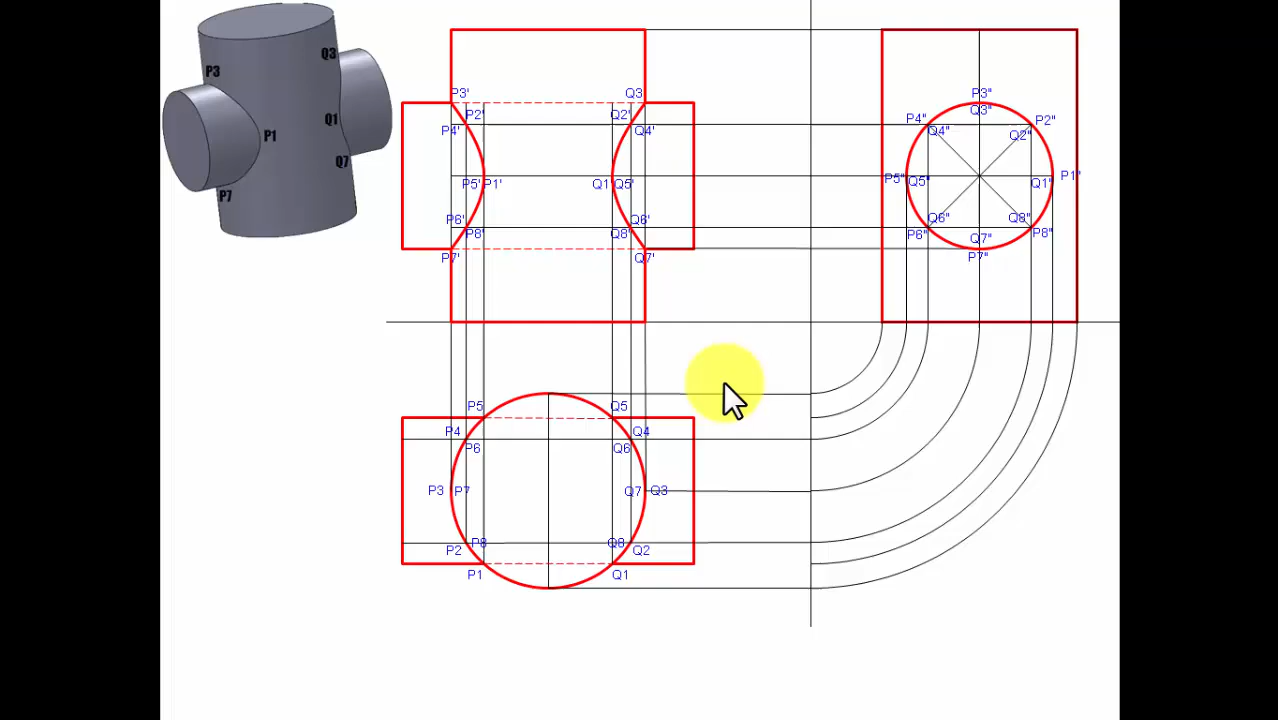 Q3
P3
Q1
P1
Q7
P7
P3' Q3
P2' Q2'
P4' Q4'
P5' P1' Q1' Q5'
P6' Q6'
P8' Q8'
P7' Q7'
P3"
Q3"
P4" P2"
Q4" Q2"
P5" Q5" Q1" P1"
Q6" Q8"
P6" P8"
Q7"
P7"
P5 Q5
P4 Q4
P6 Q6
P3 P7 Q7 Q3
P8 Q8
P2 Q2
P1 Q1